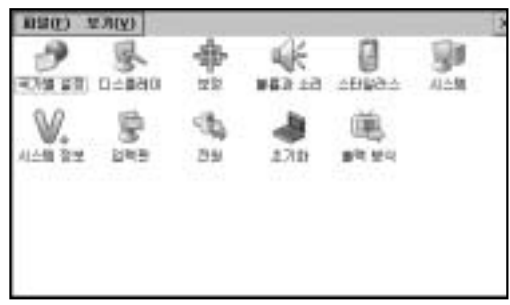 파일(F) 보기(V)
국가별 설정 디스플레이 보안 볼륨과 소리 스타일러스 시스템
시스템 정보 입력판 전원 초기화 출력 방식